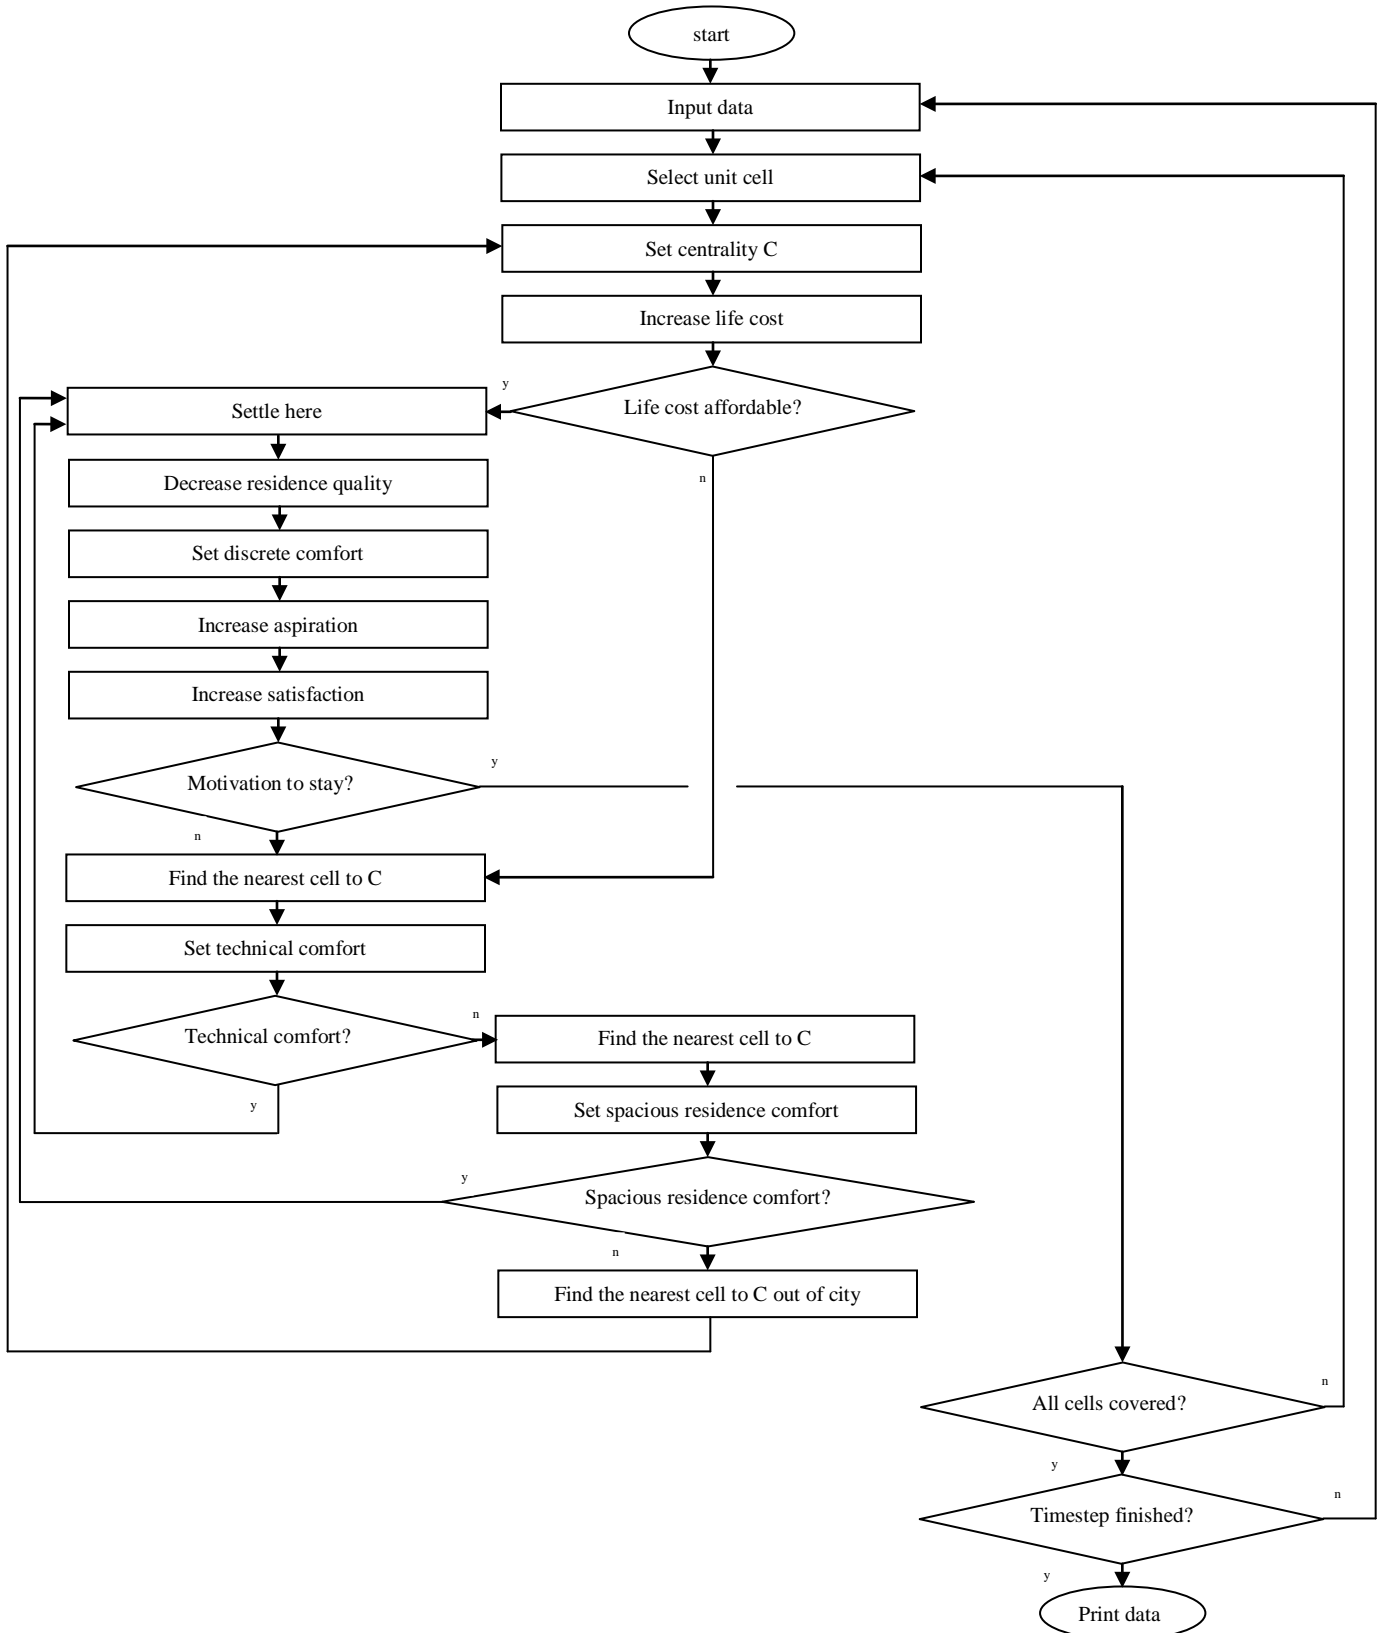 start
Input data
Select unit cell
Set centrality C
Increase life cost
y
Settle here
Life cost affordable?
n
Decrease residence quality
Set discrete comfort
Increase aspiration
Increase satisfaction
y
Motivation to stay?
n
Find the nearest cell to C
Set technical comfort
n
Technical comfort?
Find the nearest cell to C
y
Set spacious residence comfort
y
Spacious residence comfort?
n
Find the nearest cell to C out of city
n
All cells covered?
y
n
Timestep finished?
y
Print data